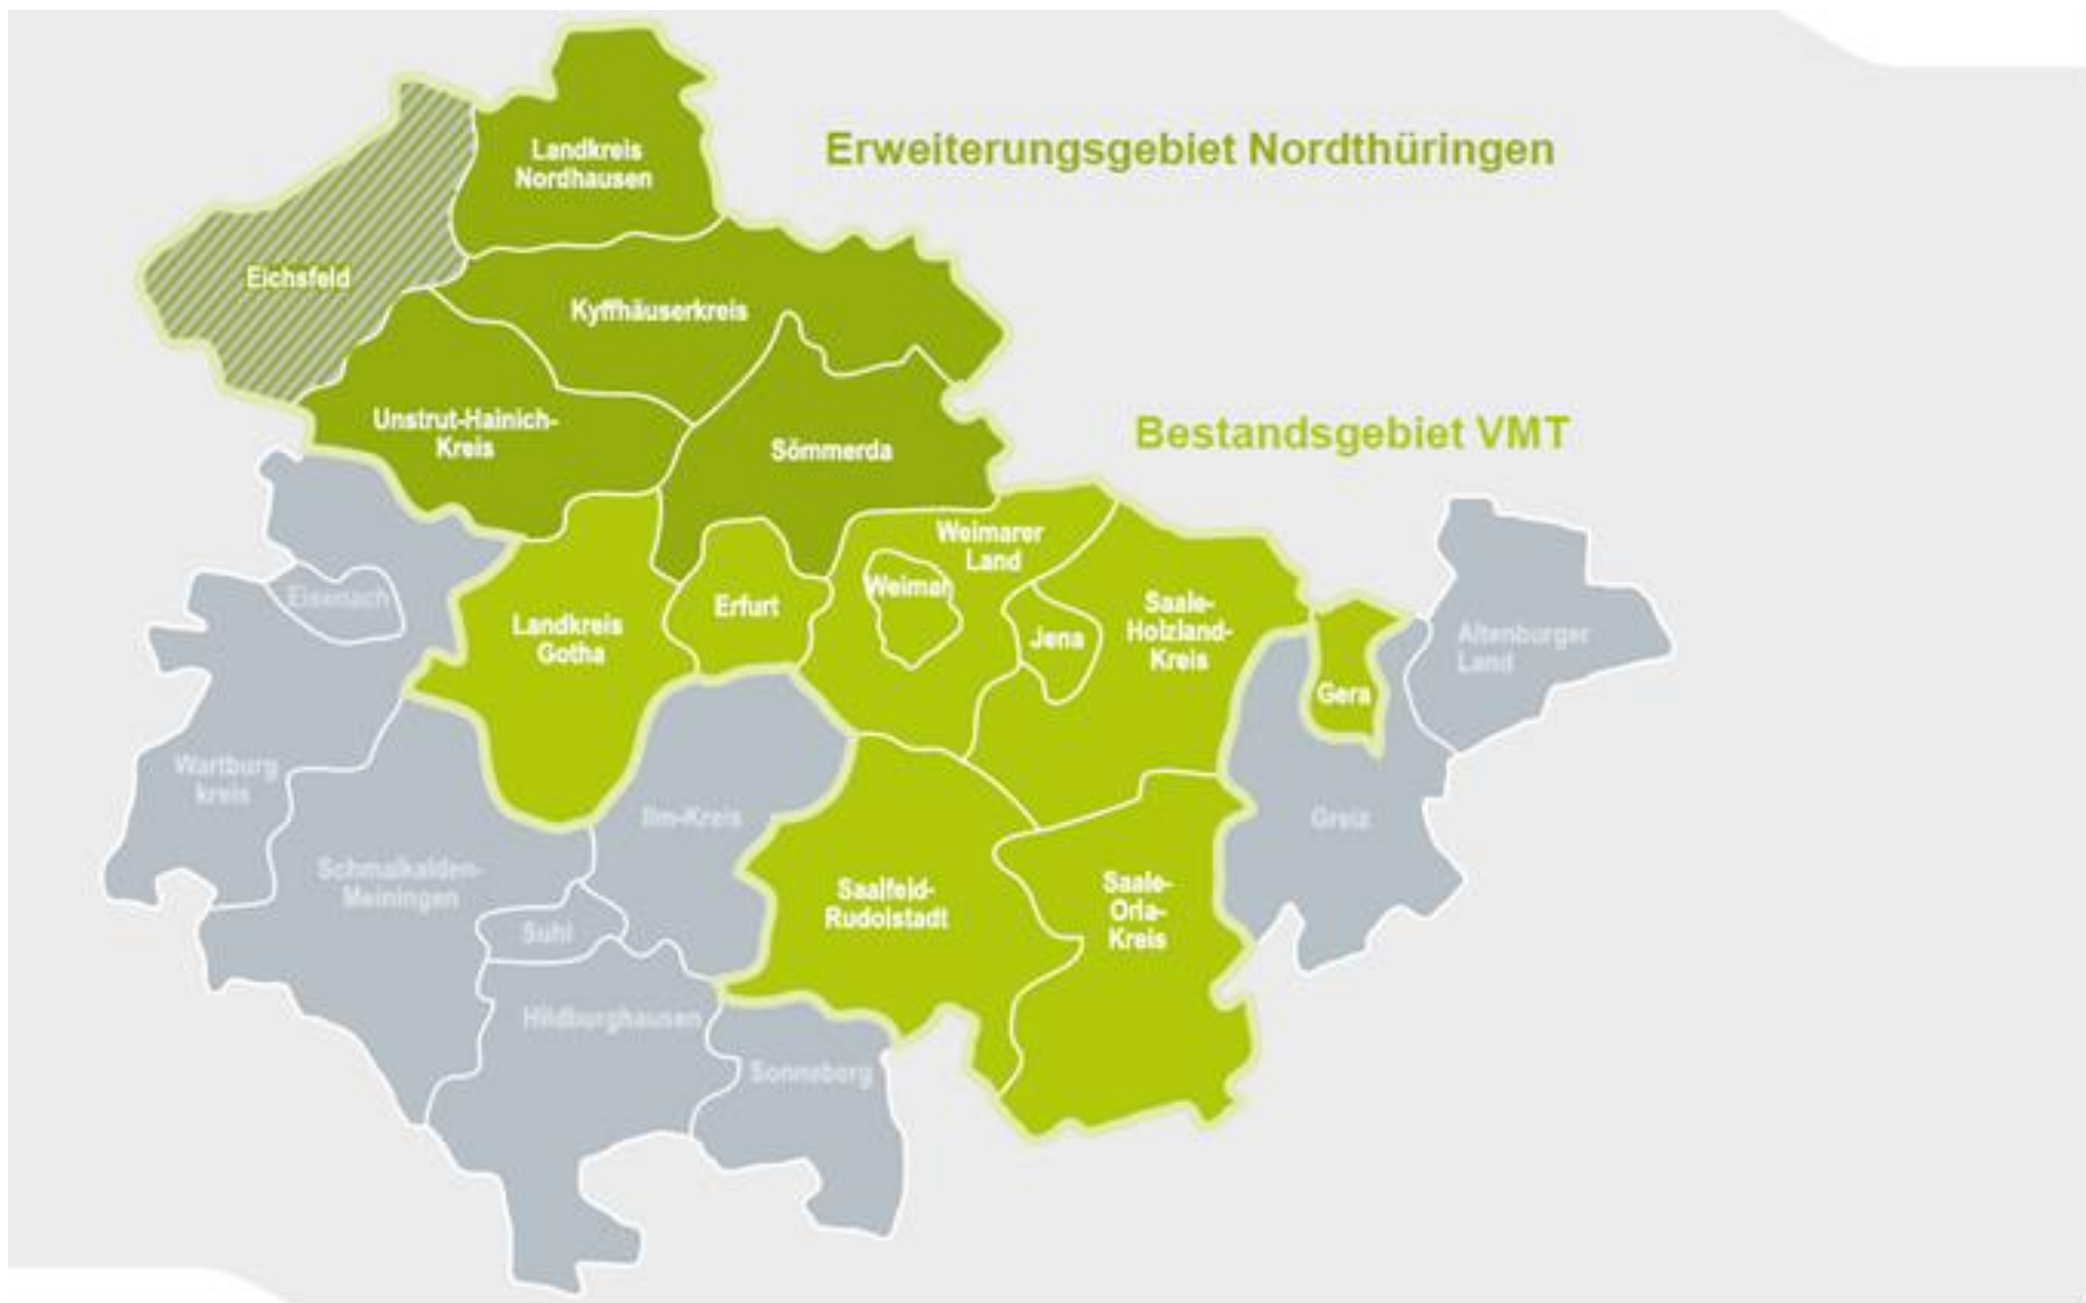 Landkreis
Nordhausen
Erweiterungsgebiet Nordthüringen
Eichsfeld
Kyffhäuserkreis
Unstrut-Hainich-
Kreis
Sömmerda
Bestandsgebiet VMT
Weimarer
Land
Weimar
Eisenach
Landkreis
Gotha
Erfurt
Jena
Saale-
Holzland-
Kreis
Altenburger
Land
Gera
Wartburg
kreis
Ilm-Kreis
Greiz
Schmalkalden-
Meiningen
Saalfeld-
Rudolstadt
Saale-
Orla-
Kreis
Suhl
Hildburghausen
Sonneberg